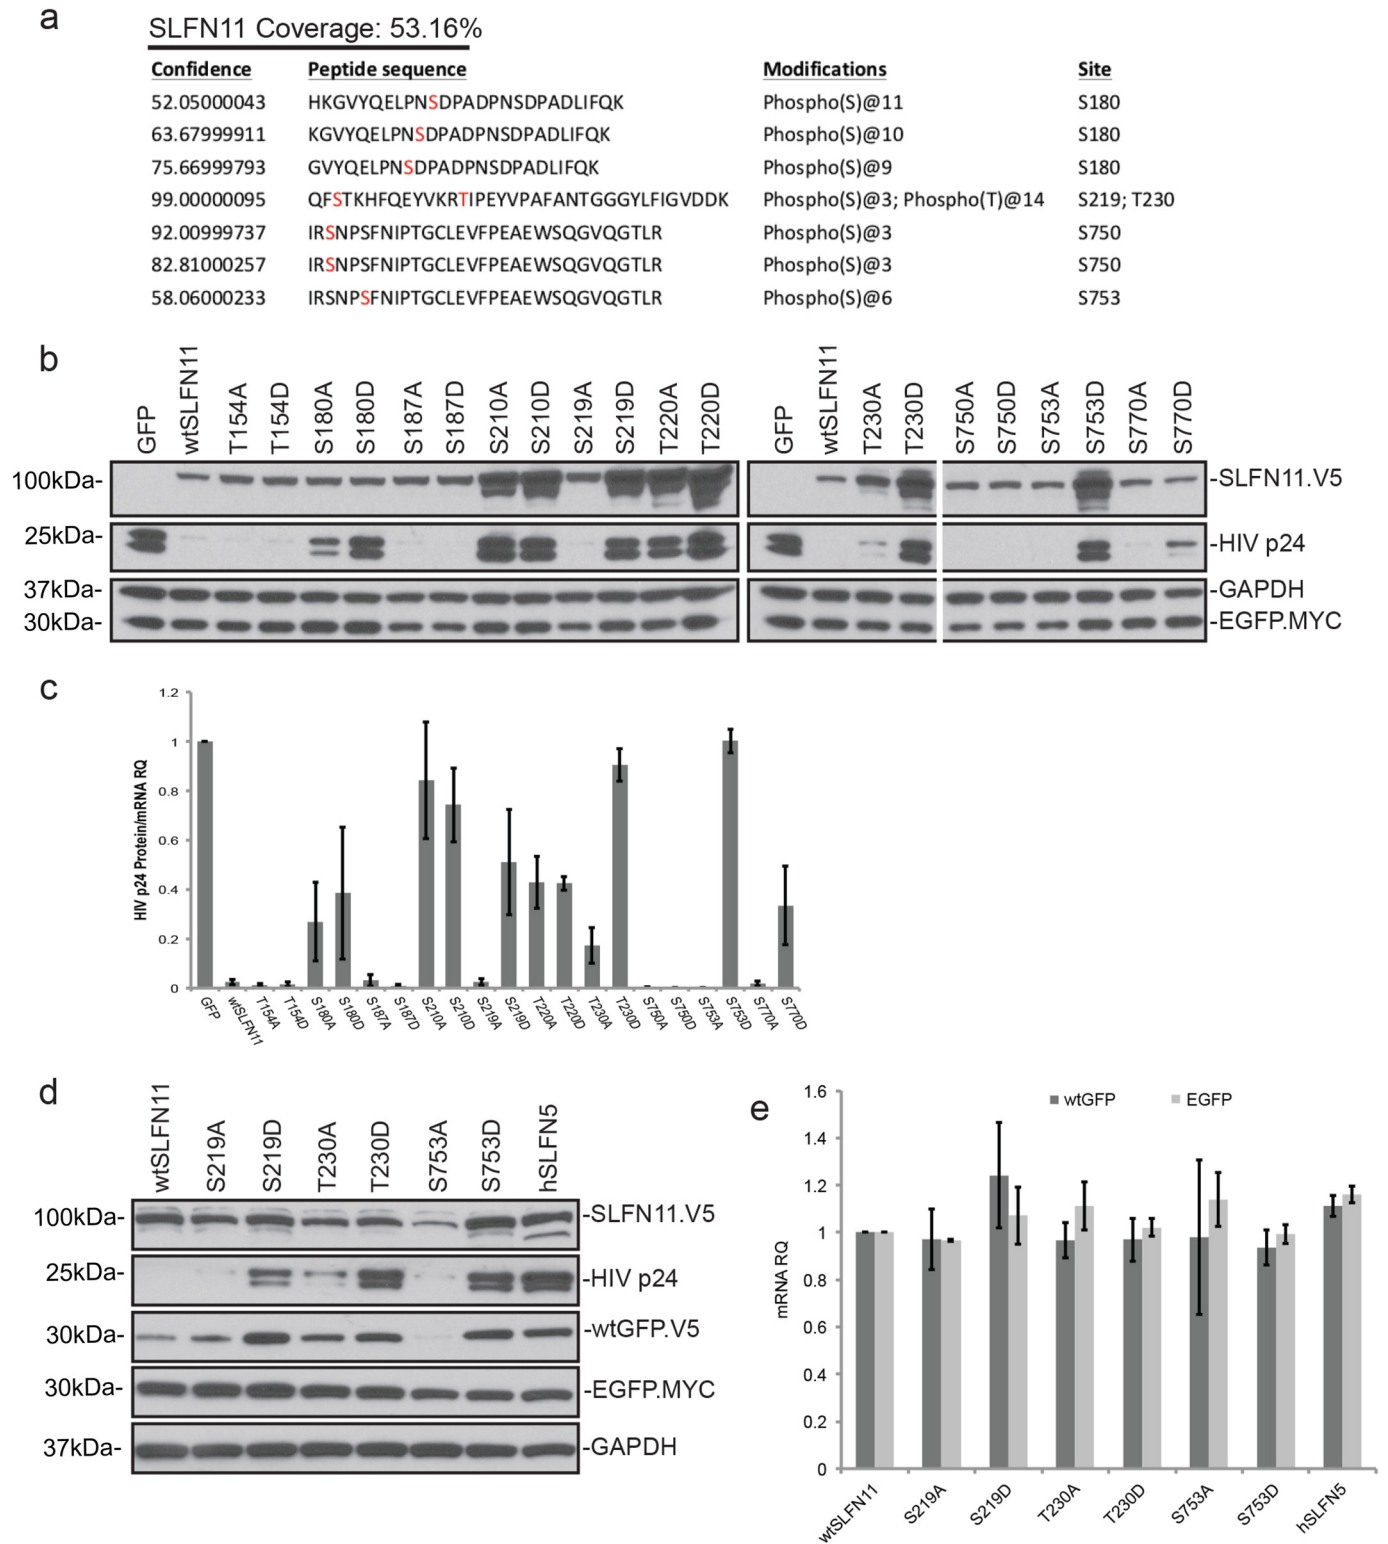 a
SLFN11 Coverage: 53.16%
Confidence Peptide sequence Modifications Site
52.05000043 HKGVYQELPNSDPADPNSDPADLIFQK Phospho(S)@11 S180
63.67999911 KGVYQELPNSDPADPNSDPADLIFQK Phospho(S)@10 S180
75.66999793 GVYQELPNSDPADPNSDPADLIFQK Phospho(S)@9 S180
99.00000095 QFSTKHFQEYVKRTIPEYVPAFANTGGGYLFIGVDDK Phospho(S)@3; Phospho(T)@14 S219; T230
92.00999737 IRSNPSFNIPTGCLEVFPEAEWSQGVQGTLR Phospho(S)@3 S750
82.81000257 IRSNPSFNIPTGCLEVFPEAEWSQGVQGTLR Phospho(S)@3 S750
58.06000233 IRSNPSFNIPTGCLEVFPEAEWSQGVQGTLR Phospho(S)@6 S753
b
GFP wtSLFN11 T154A T154D S180A S180D S187A S187D S210A S210D S219A S219D T220A T220D GFP wtSLFN11 T230A T230D S750A S750D S753A S753D S770A S770D
100kDa- -SLFN11.V5
25kDa- -HIV p24
37kDa- -GAPDH
30kDa- -EGFP.MYC
c
HIV p24 Protein/mRNA RQ
1.2
1
0.8
0.6
0.4
0.2
0
GFP wtSLFN11 T154A T154D S180A S180D S187A S187D S210A S210D S219A S219D T220A T220D T230A T230D S750A S750D S753A S753D S770A S770D
d
wtSLFN11 S219A S219D T230A T230D S753A S753D hSLFN5
100kDa- -SLFN11.V5
25kDa- -HIV p24
30kDa- -wtGFP.V5
30kDa- -EGFP.MYC
37kDa- -GAPDH
e
wtGFP EGFP
mRNA RQ
1.6
1.4
1.2
1
0.8
0.6
0.4
0.2
0
wtSLFN11 S219A S219D T230A T230D S753A S753D hSLFN5